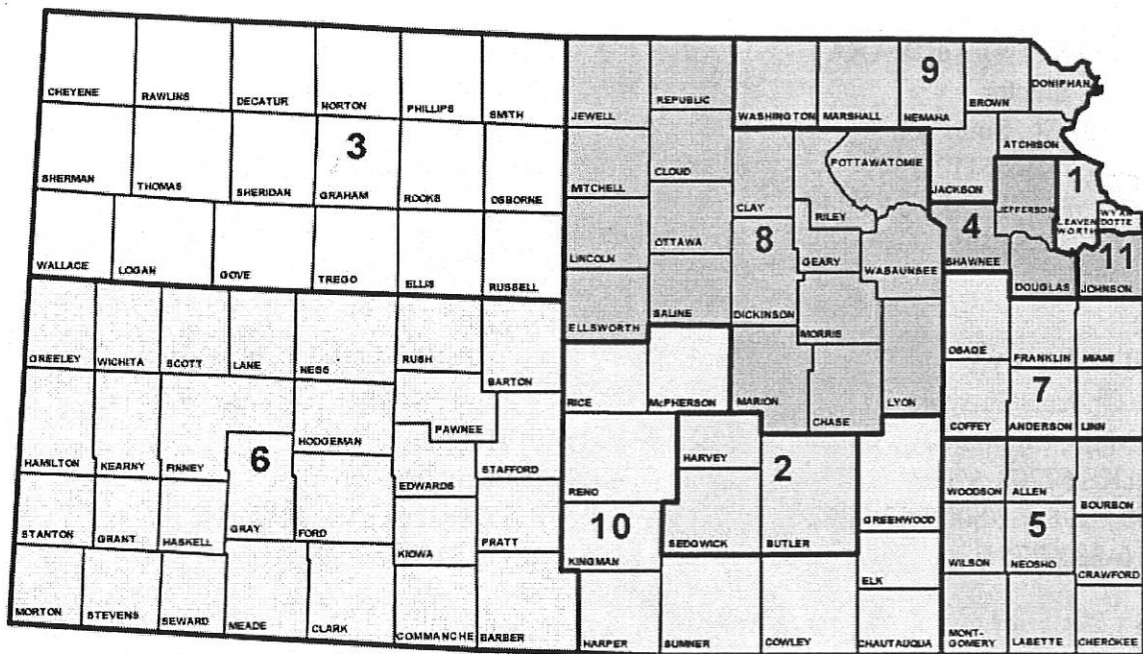 CHEYENE
RAWLINS
DECATUR
NORTON
PHILLIPS
SMITH
JEWELL
REPUBLIC
WASHINGTON
MARSHALL
9
NEMAHA
BROWN
DONIPHAN
SHERMAN
THOMAS
SHERIDAN
3
GRAHAM
ROOKS
OSBORNE
MITCHELL
CLOUD
CLAY
RILEY
POTTAWATOMIE
JACKSON
ATCHISON
JEFFERSON
1
LEAVEN
WORTH
WYAN
DOTTE
WALLACE
LOGAN
GOVE
TREGO
ELLIS
RUSSELL
LINCOLN
OTTAWA
8
DICKINSON
GEARY
WABAUNSEE
4
SHAWNEE
DOUGLAS
11
JOHNSON
ELLSWORTH
SALINE
MORRIS
GREELEY
WICHITA
SCOTT
LANE
NESS
RUSH
BARTON
RICE
McPHERSON
MARION
CHASE
LYON
OSAGE
FRANKLIN
MIAMI
COFFEY
7
ANDERSON
LINN
HAMILTON
KEARNY
FINNEY
6
HODGEMAN
PAWNEE
STAFFORD
EDWARDS
RENO
HARVEY
2
BUTLER
GREENWOOD
WOODSON
ALLEN
BOURBON
STANTON
GRANT
HASKELL
GRAY
FORD
KIOWA
PRATT
10
KINGMAN
SEDGWICK
ELK
WILSON
5
NEOSHO
CRAWFORD
MORTON
STEVENS
SEWARD
MEADE
CLARK
COMMANCHE
BARBER
HARPER
SUMNER
COWLEY
CHAUTAUQUA
MONT-
GOMERY
LABETTE
CHEROKEE